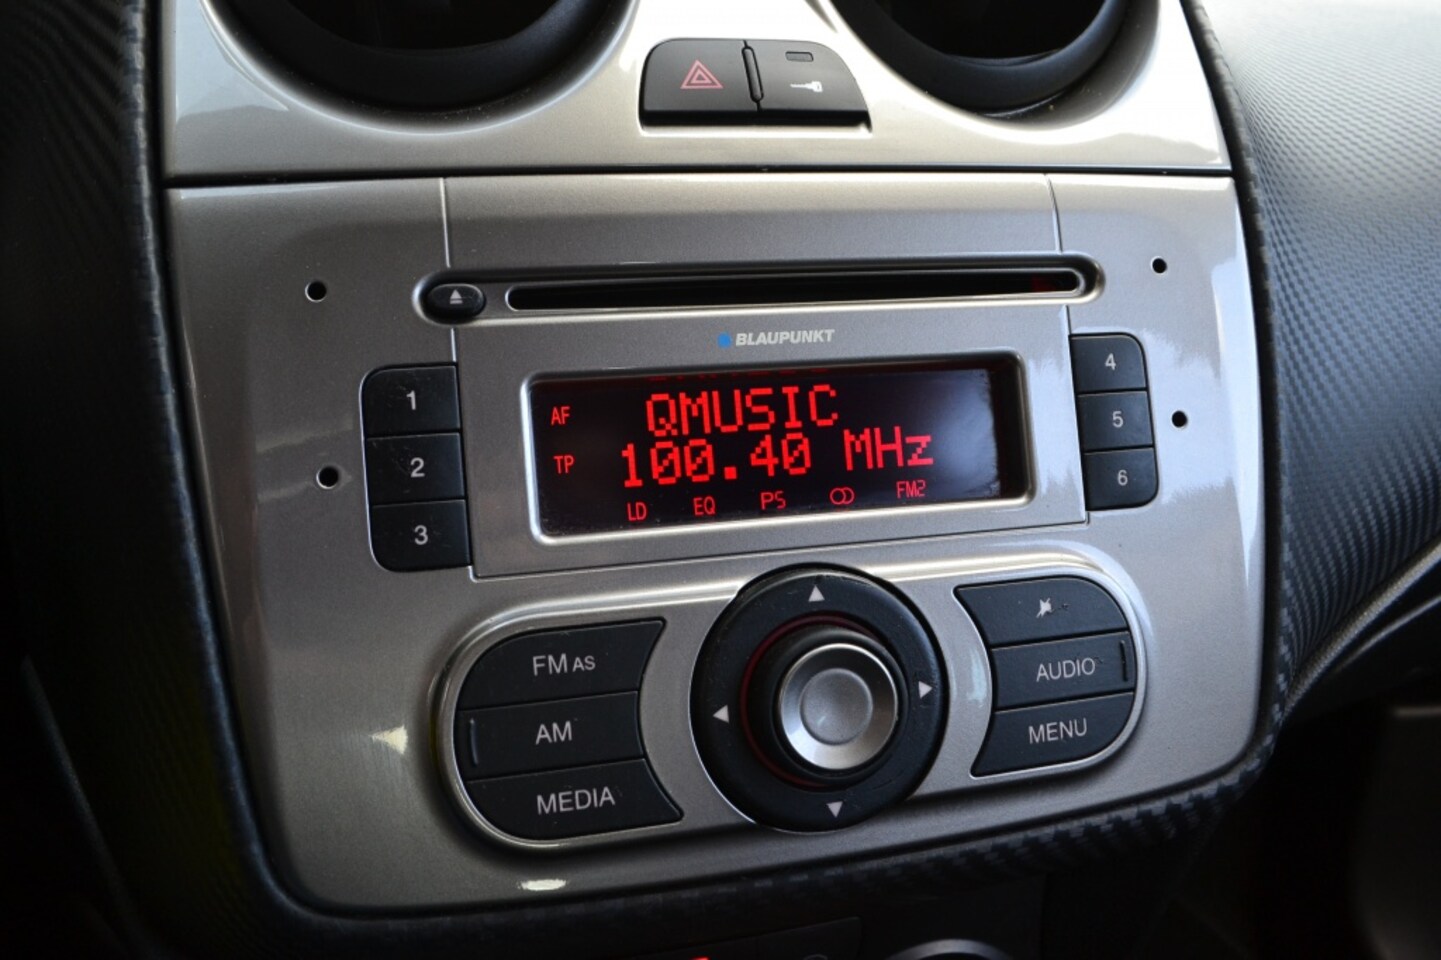 BLAUPUNKT
1
2
3
4
5
6
AF
QMUSIC
TP
100.40 MHz
LD EQ PS FM2
FM AS
AM
MEDIA
AUDIO
MENU